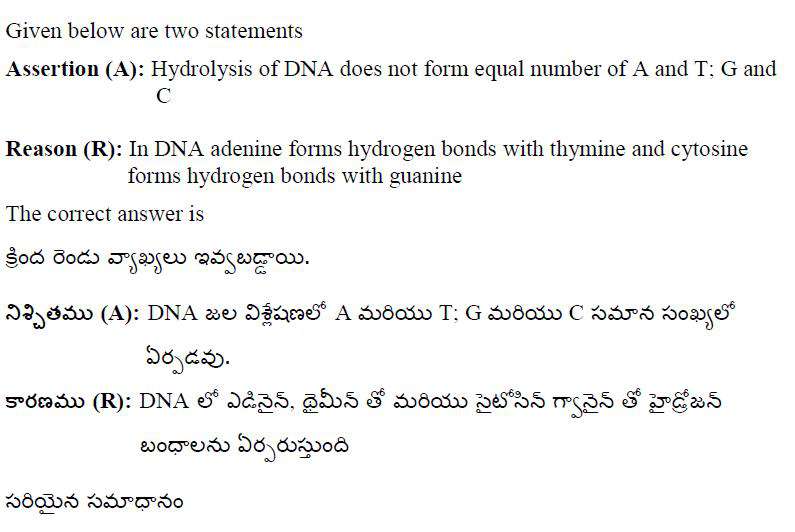 Given below are two statements
Assertion (A): Hydrolysis of DNA does not form equal number of A and T; G and
C
Reason (R): In DNA adenine forms hydrogen bonds with thymine and cytosine
forms hydrogen bonds with guanine
The correct answer is
క్రింద రెండు వ్యాఖ్యలు ఇవ్వబడ్డాయి.
నిశ్చితము (A): DNA జల విశ్లేషణలో A మరియు T; G మరియు C సమాన సంఖ్యలో
ఏర్పడవు.
కారణము (R): DNA లో ఎడినైన్, థైమీన్ తో మరియు సైటోసిన్ గ్వానైన్ తో హైడ్రోజన్
బంధాలను ఏర్పరుస్తుంది
సరియైన సమాధానం